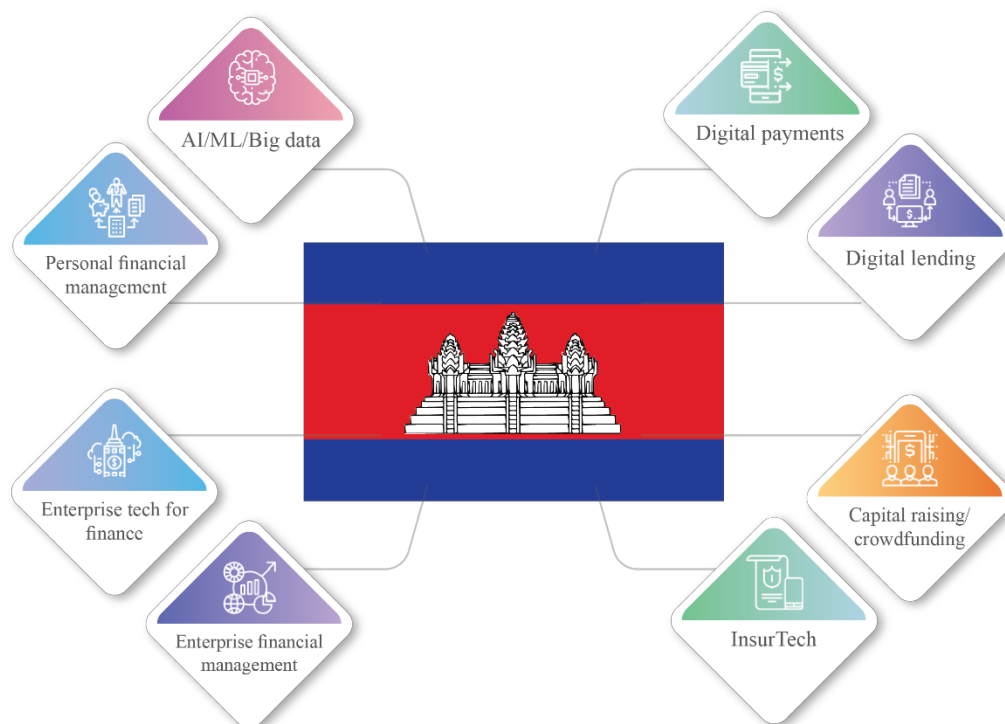 AI/ML/Big data
Digital payments
Personal financial
management
Digital lending
Enterprise tech for
finance
Capital raising/
crowdfunding
Enterprise financial
management
InsurTech